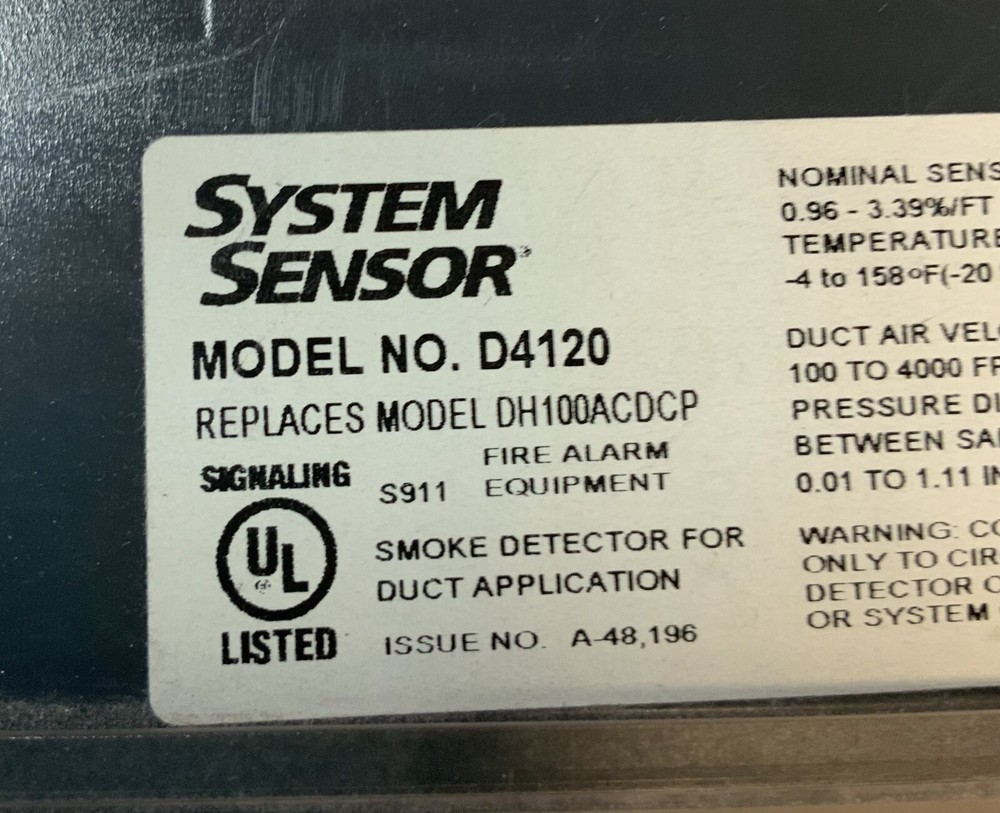 SYSTEM
SENSOR
MODEL NO. D4120
REPLACES MODEL DH100ACDCP
SIGNALING
UL
LISTED
S911
FIRE ALARM
EQUIPMENT
SMOKE DETECTOR FOR
DUCT APPLICATION
ISSUE NO. A-48,196
NOMINAL SENS
0.96 - 3.39%/FT
TEMPERATURE
-4 to 158°F(-20
DUCT AIR VELO
100 TO 4000 FP
PRESSURE DI
BETWEEN SA
0.01 TO 1.11 IN
WARNING: CO
ONLY TO CIR
DETECTOR
OR SYSTEM